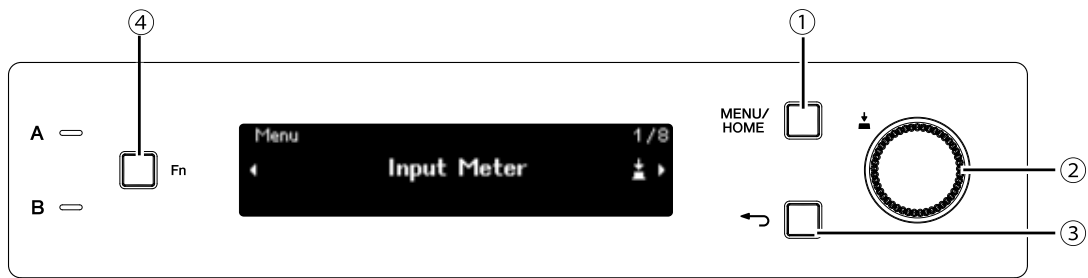 ④
①
A
B
Fn
Menu 1/8
Input Meter
MENU/
HOME
②
③